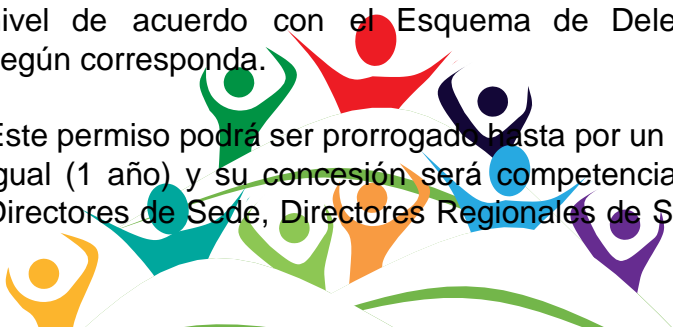 nivel de acuerdo con el Esquema de Dele
según corresponda.
Este permiso podrá ser prorrogado hasta por un
igual (1 año) y su concesión será competencia
Directores de Sede, Directores Regionales de S